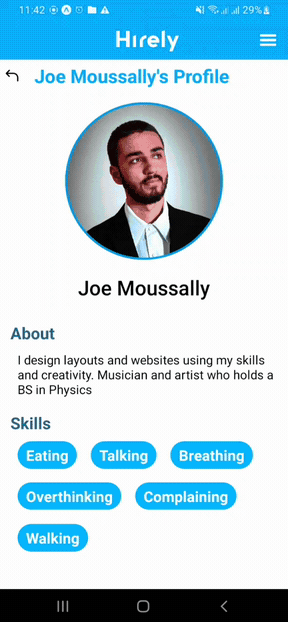 11:42 29%
Hirely
Joe Moussally's Profile
Joe Moussally
About
I design layouts and websites using my skills
and creativity. Musician and artist who holds a
BS in Physics
Skills
Eating Talking Breathing
Overthinking Complaining
Walking